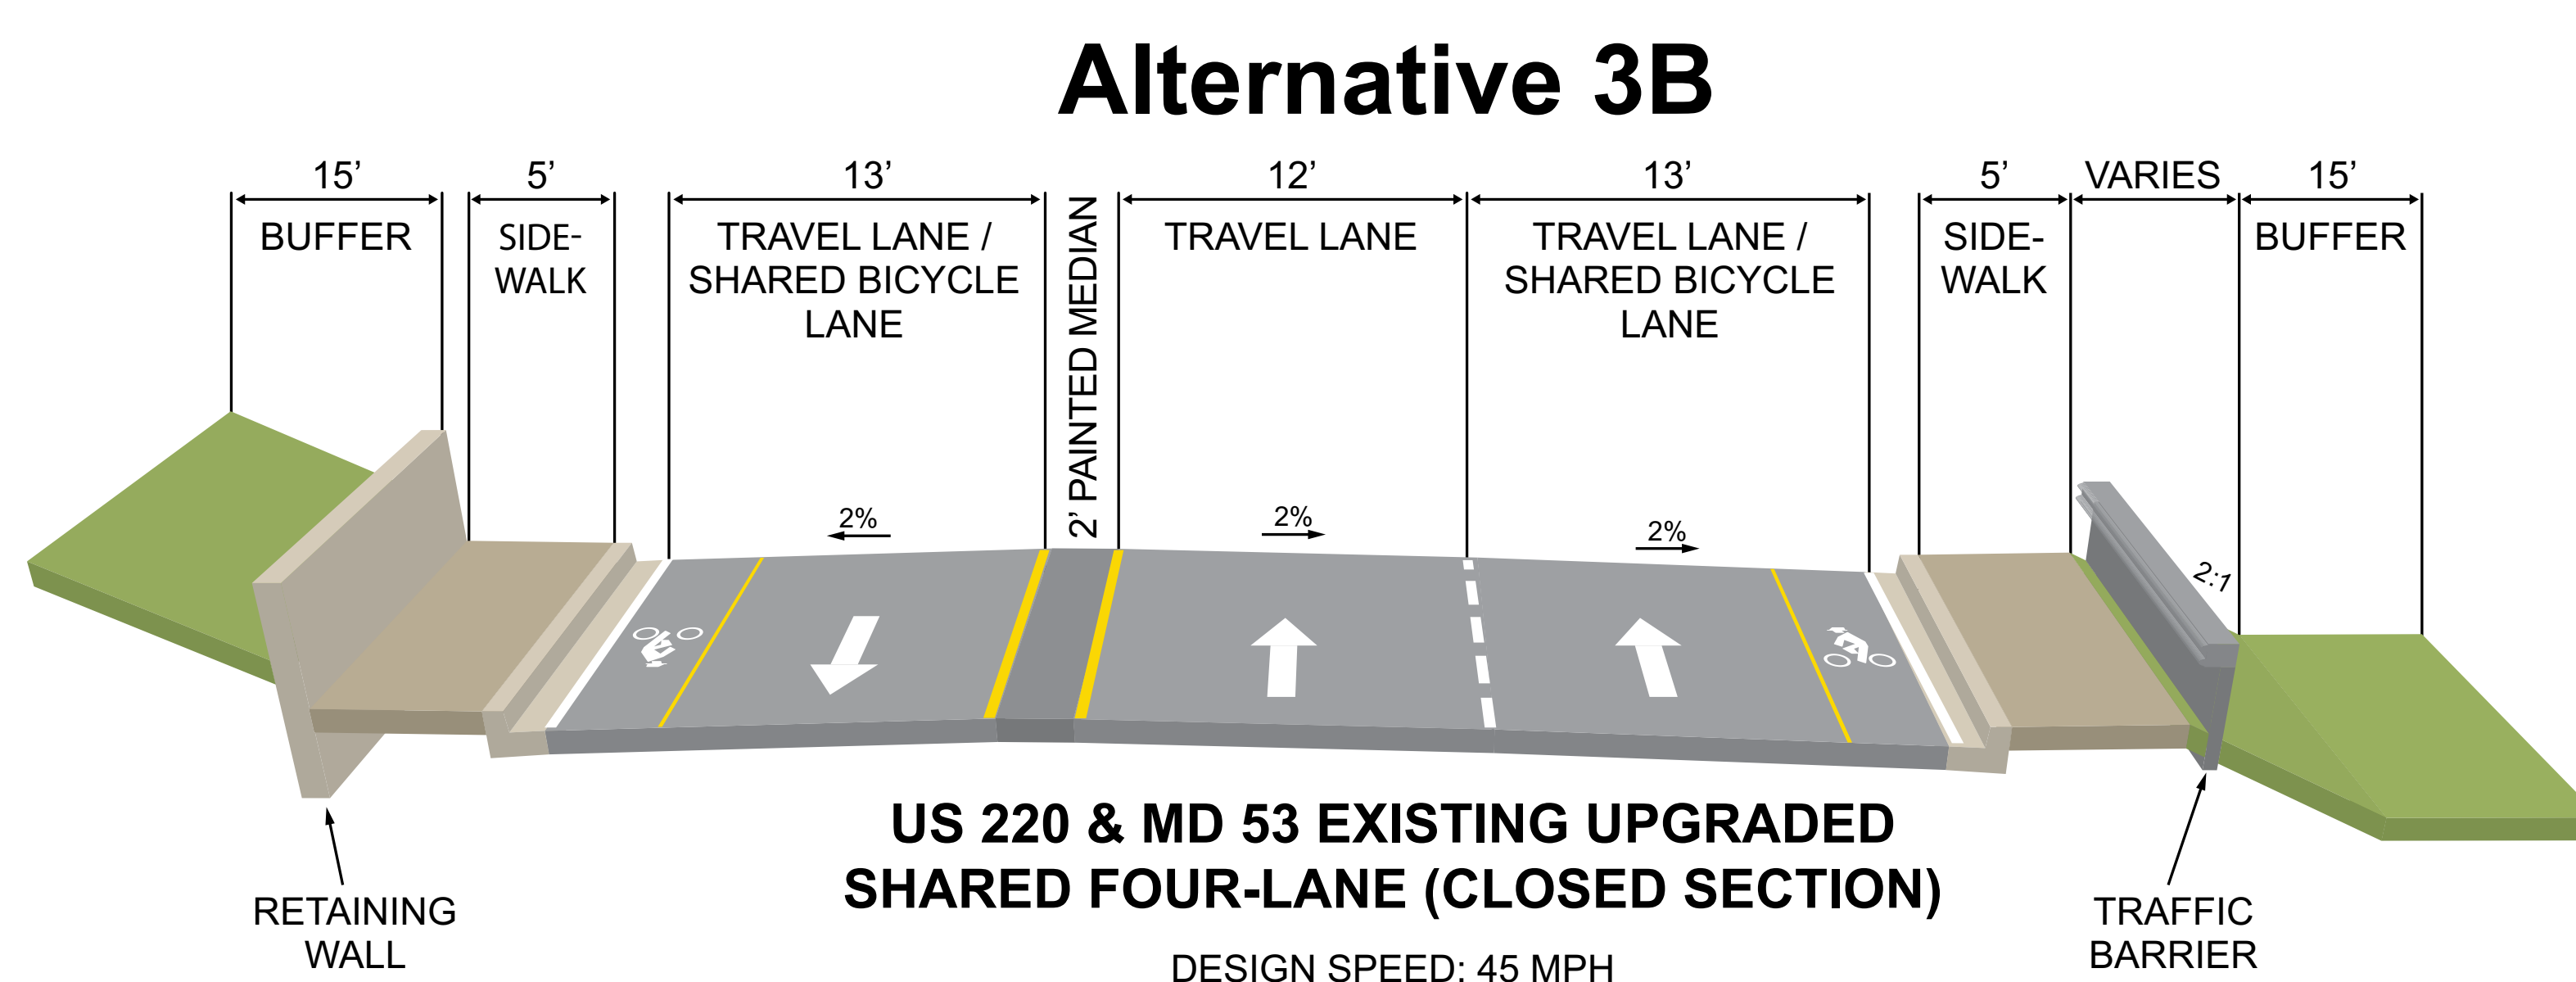 Alternative 3B
15’ 5’ 13’ 12’ 13’ 5’ VARIES 15’
BUFFER
SIDE-
WALK
TRAVEL LANE /
SHARED BICYCLE
LANE
2’ PAINTED MEDIAN
TRAVEL LANE
TRAVEL LANE /
SHARED BICYCLE
LANE
SIDE-
WALK
BUFFER
2% 2% 2%
2:1
US 220 & MD 53 EXISTING UPGRADED
SHARED FOUR-LANE (CLOSED SECTION)
DESIGN SPEED: 45 MPH
RETAINING
WALL
TRAFFIC
BARRIER